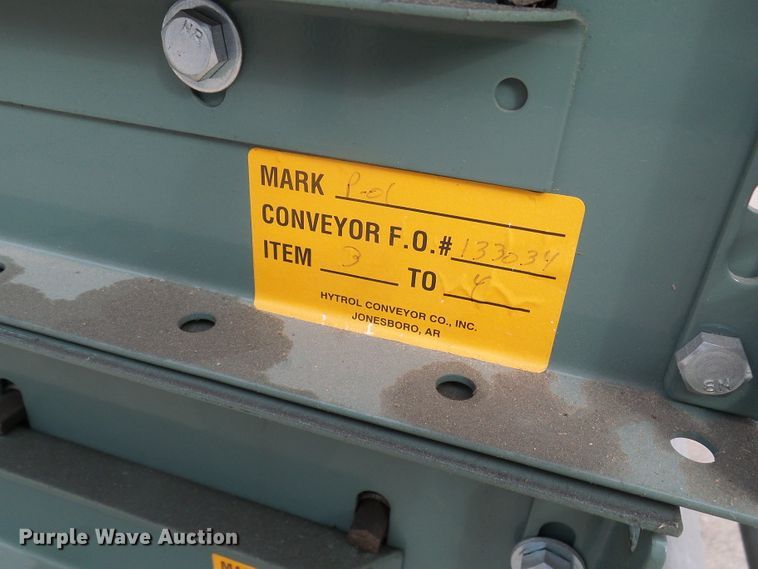 MARK P-01
CONVEYOR F.O.# 133034
ITEM 3 TO 4
HYTROL CONVEYOR CO., INC.
JONESBORO, AR
Purple Wave Auction